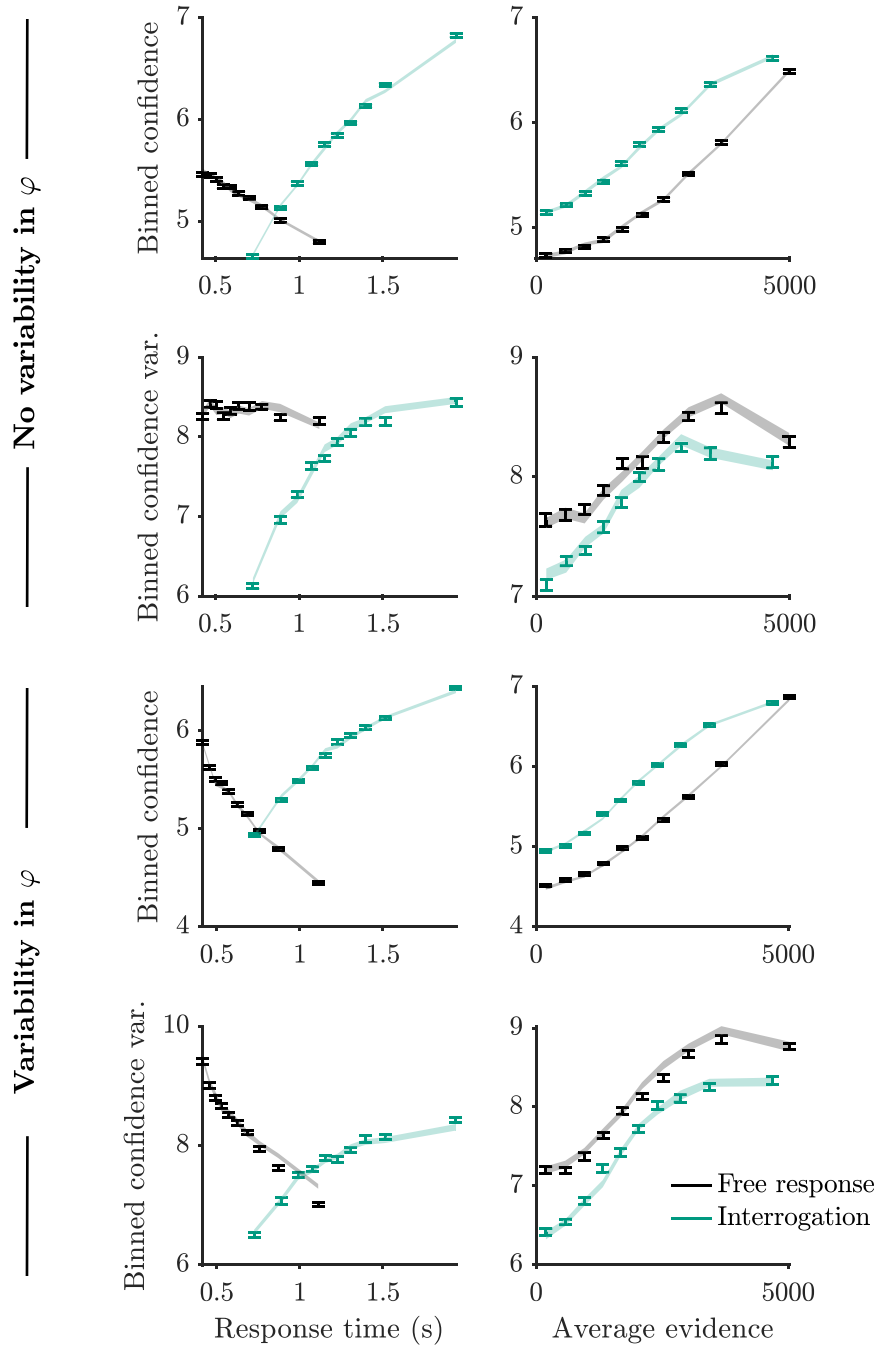 No variability in φ
Binned confidence
7
6
5
0.5 1 1.5
7
6
5
0 5000
Binned confidence var.
9
8
7
6
0.5 1 1.5
9
8
7
0 5000
Variability in φ
Binned confidence
6
5
4
0.5 1 1.5
7
6
5
4
0 5000
Binned confidence var.
10
8
6
0.5 1 1.5
Response time (s)
9
8
7
6
0 5000
Average evidence
Free response
Interrogation